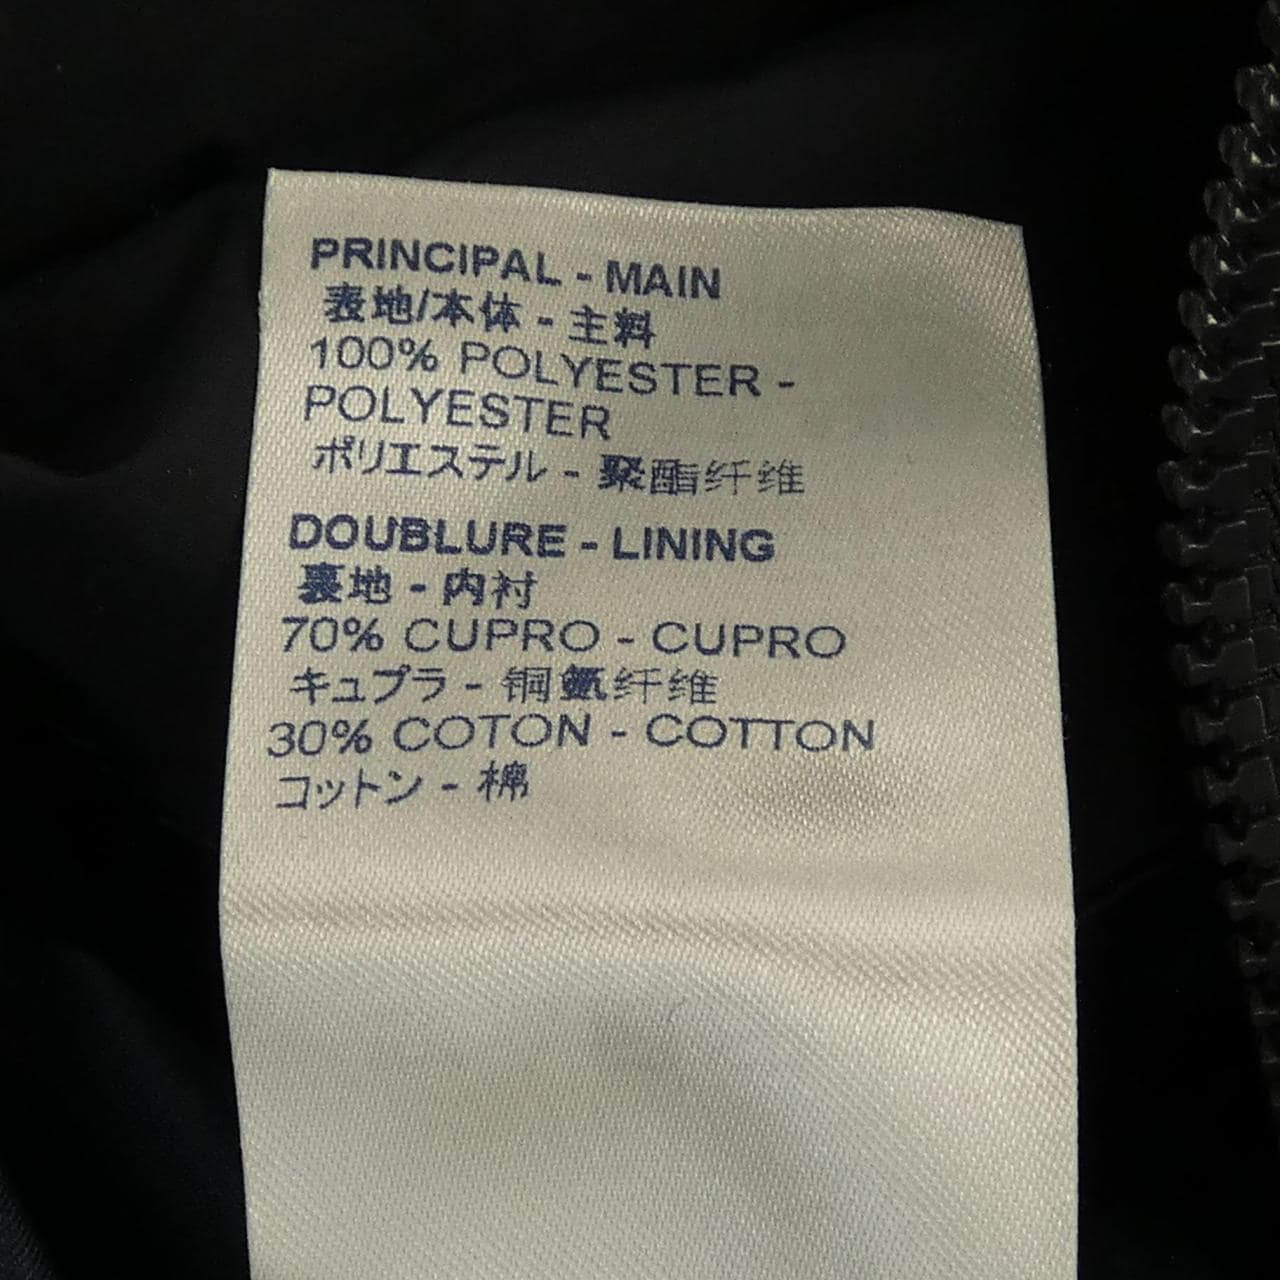 PRINCIPAL - MAIN
表地/本体 - 主料
100% POLYESTER -
POLYESTER
ポリエステル - 聚酯纤维
DOUBLURE - LINING
裏地 - 内衬
70% CUPRO - CUPRO
キュプラ - 铜氨纤维
30% COTON - COTTON
コットン - 棉